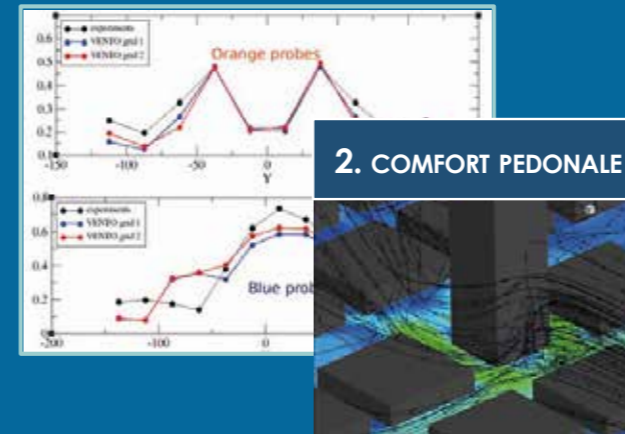 0.6
0.5
0.4
0.3
0.2
0.1
experiments
VENTO grid 1
VENTO grid 2
Orange probes
-150
-100
-50
0
Y
2. COMFORT PEDONALE
0.8
0.6
0.4
0.2
0
experiments
VENTO grid 1
VENTO grid 2
Blue prob
-200
-100
0